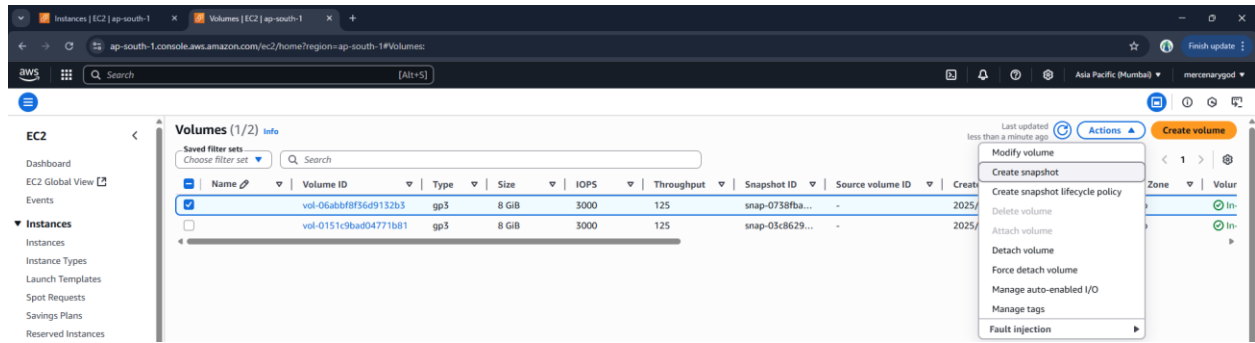 Instances | EC2 | ap-south-1
Volumes | EC2 | ap-south-1
ap-south-1.console.aws.amazon.com/ec2/home?region=ap-south-1#Volumes:
Finish update
aws
Search
[Alt+S]
Asia Pacific (Mumbai)
mercenarygod
EC2
Dashboard
EC2 Global View
Events
Instances
Instances
Instance Types
Launch Templates
Spot Requests
Savings Plans
Reserved Instances
Volumes (1/2) Info
Last updated
less than a minute ago
Actions
Create volume
Saved filter sets
Choose filter set
Search
1
Name Volume ID Type Size IOPS Throughput Snapshot ID Source volume ID Zone
vol-06abbf8f36d9132b3 gp3 8 GiB 3000 125 snap-0738fba... - 2025/
vol-0151c9bad04771b81 gp3 8 GiB 3000 125 snap-03c8629... - 2025/
Modify volume
Create snapshot
Create snapshot lifecycle policy
Delete volume
Attach volume
Detach volume
Force detach volume
Manage auto-enabled I/O
Manage tags
Fault injection